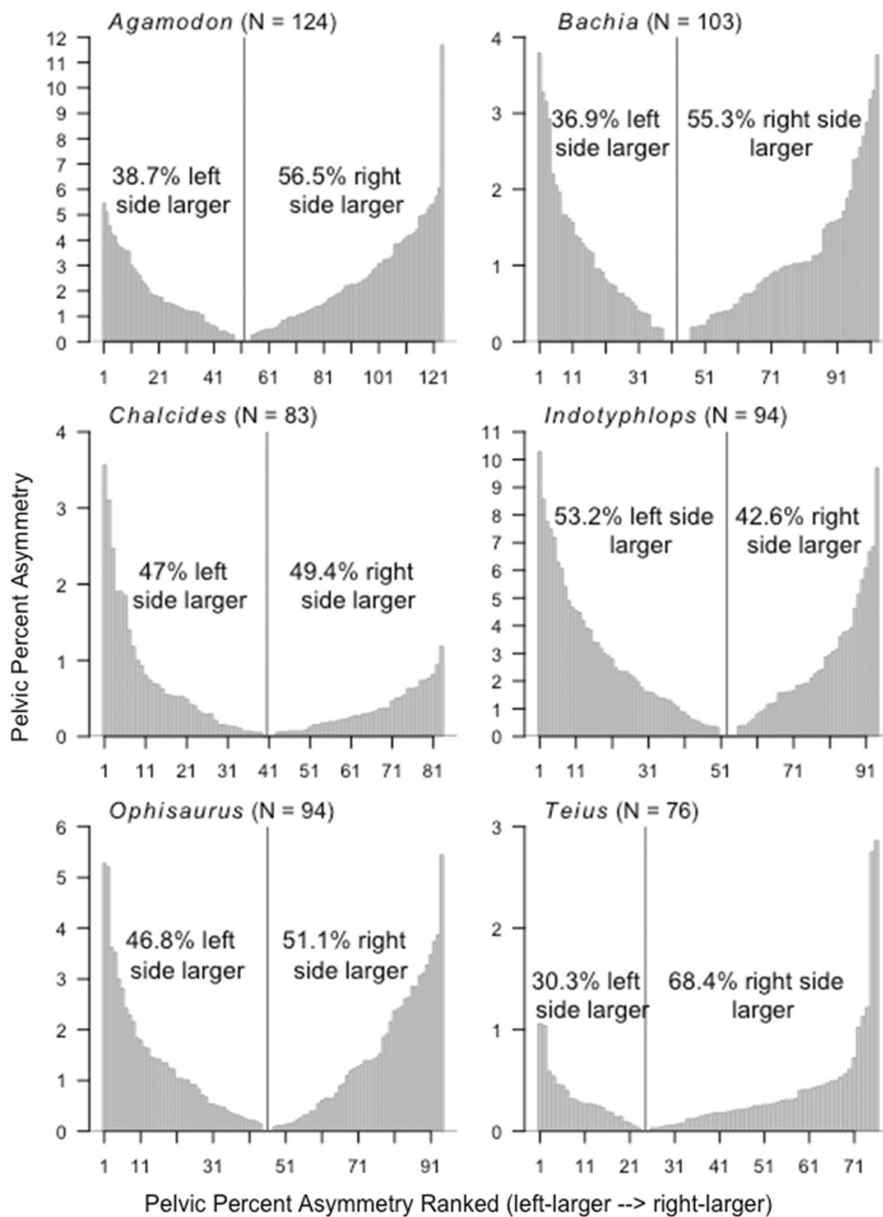 Agamodon (N = 124)
12
11
10
9
8
7
6
5
4
3
2
1
0
38.7% left
side larger
56.5% right
side larger
1 21 41 61 81 101 121
Bachia (N = 103)
4
3
2
1
0
36.9% left
side larger
55.3% right side
larger
1 11 31 51 71 91
Chalcides (N = 83)
4
3
2
1
0
47% left
side larger
49.4% right
side larger
1 11 21 31 41 51 61 71 81
Indotyphlops (N = 94)
11
10
9
8
7
6
5
4
3
2
1
0
53.2% left side
larger
42.6% right
side larger
1 11 31 51 71 91
Ophisaurus (N = 94)
6
5
4
3
2
1
0
46.8% left
side larger
51.1% right
side larger
1 11 31 51 71 91
Teius (N = 76)
3
2
1
0
30.3% left
side larger
68.4% right side
larger
1 11 21 41 51 71
Pelvic Percent Asymmetry
Pelvic Percent Asymmetry Ranked (left-larger --> right-larger)